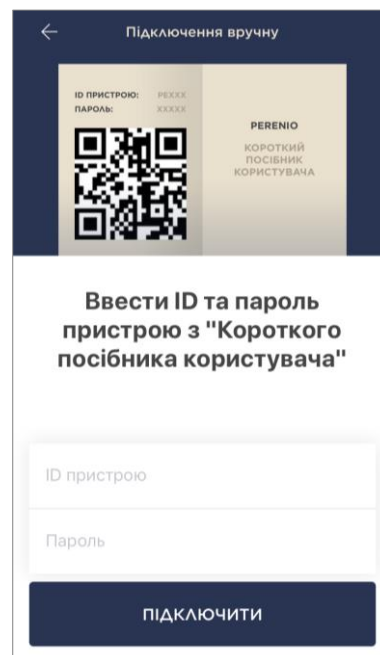 Підключення вручну
ID ПРИСТРОЮ: PEXXX
ПАРОЛЬ: XXXXX
PERENIO
КОРОТКИЙ
ПОСІБНИК
КОРИСТУВАЧА
Ввести ID та пароль
пристрою з "Короткого
посібника користувача"
ID пристрою
Пароль
ПІДКЛЮЧИТИ